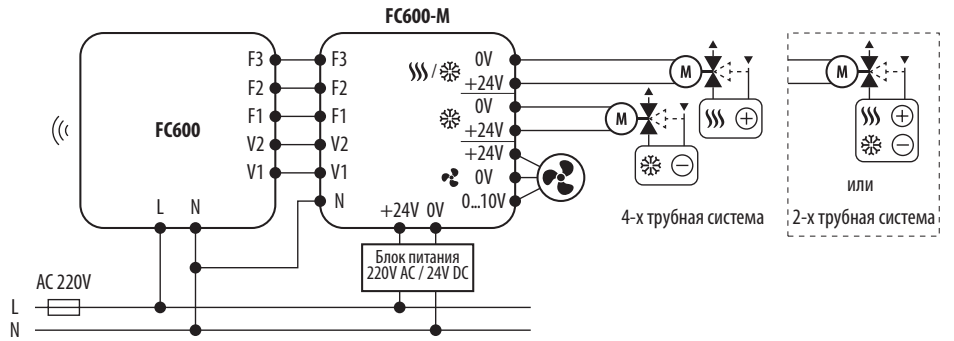 FC600-M
F3
F2
F1
V2
V1
FC600
L N
F3
F2
F1
V2
V1
N
/
0V
+24V
0V
+24V
+24V
0V
0...10V
+24V 0V
M
M
M
или
4-х трубная система
2-х трубная система
Блок питания
220V AC / 24V DC
AC 220V
L
N